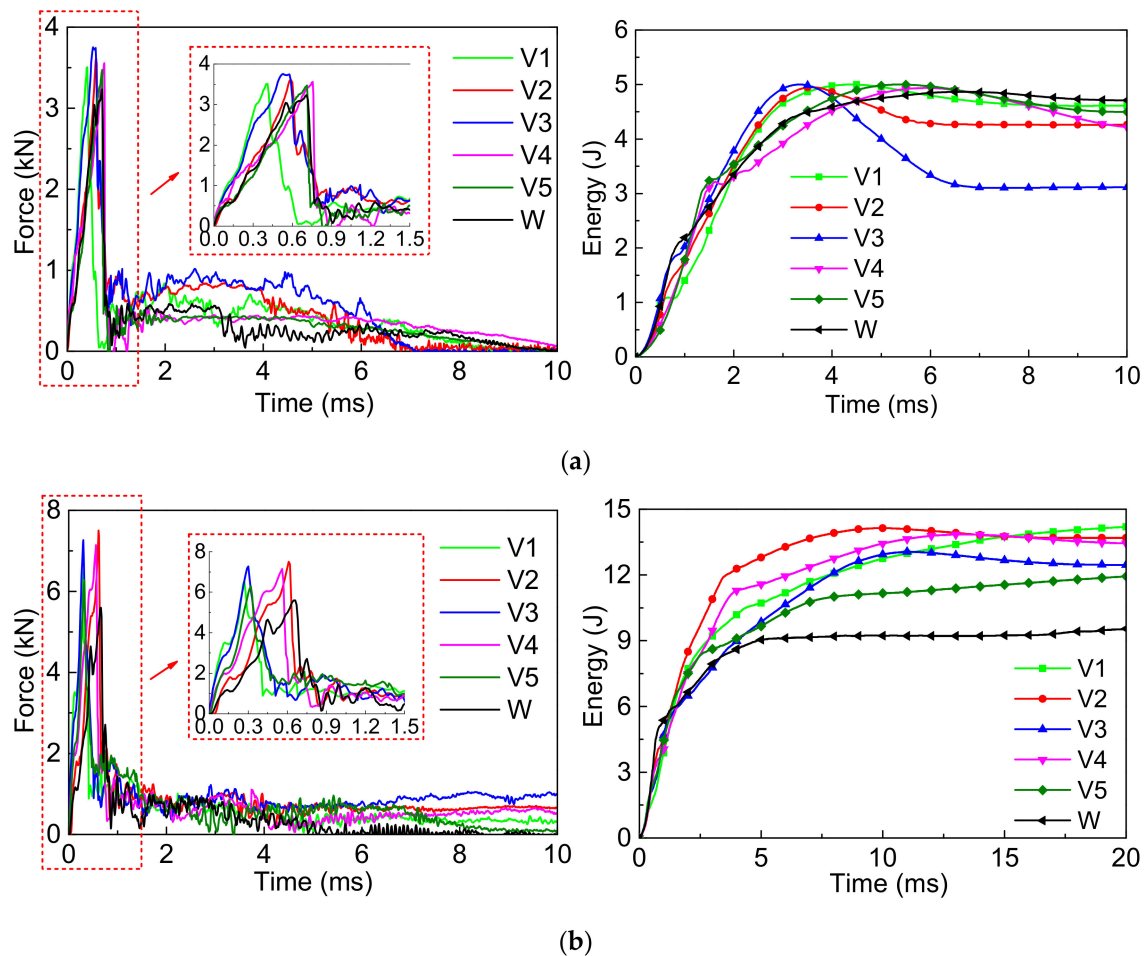 4
3
2
1
0
Force (kN)
0 2 4 6 8 10
Time (ms)
V1
V2
V3
V4
V5
W
4
3
2
1
0
0.0 0.3 0.6 0.9 1.2 1.5
6
5
4
3
2
1
0
Energy (J)
0 2 4 6 8 10
Time (ms)
V1
V2
V3
V4
V5
W
(a)
8
6
4
2
0
Force (kN)
0 2 4 6 8 10
Time (ms)
V1
V2
V3
V4
V5
W
8
6
4
2
0
0.0 0.3 0.6 0.9 1.2 1.5
15
12
9
6
3
0
Energy (J)
0 5 10 15 20
Time (ms)
V1
V2
V3
V4
V5
W
(b)